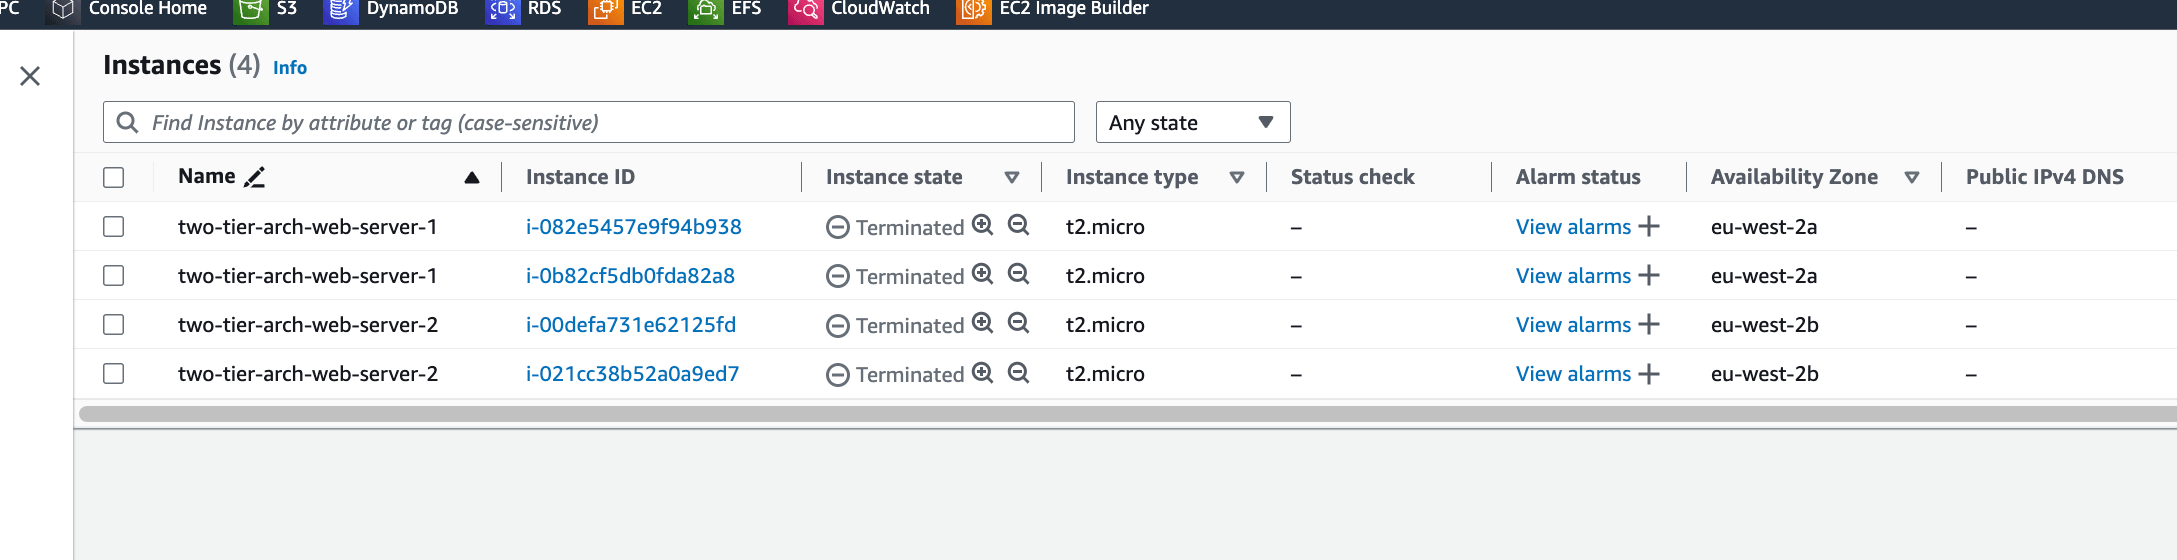 PC Console Home S3 DynamoDB RDS EC2 EFS CloudWatch EC2 Image Builder
Instances (4) Info
Find Instance by attribute or tag (case-sensitive) Any state
Name Instance ID Instance state Instance type Status check Alarm status Availability Zone Public IPv4 DNS
two-tier-arch-web-server-1 i-082e5457e9f94b938 Terminated t2.micro – View alarms + eu-west-2a –
two-tier-arch-web-server-1 i-0b82cf5db0fda82a8 Terminated t2.micro – View alarms + eu-west-2a –
two-tier-arch-web-server-2 i-00defa731e62125fd Terminated t2.micro – View alarms + eu-west-2b –
two-tier-arch-web-server-2 i-021cc38b52a0a9ed7 Terminated t2.micro – View alarms + eu-west-2b –